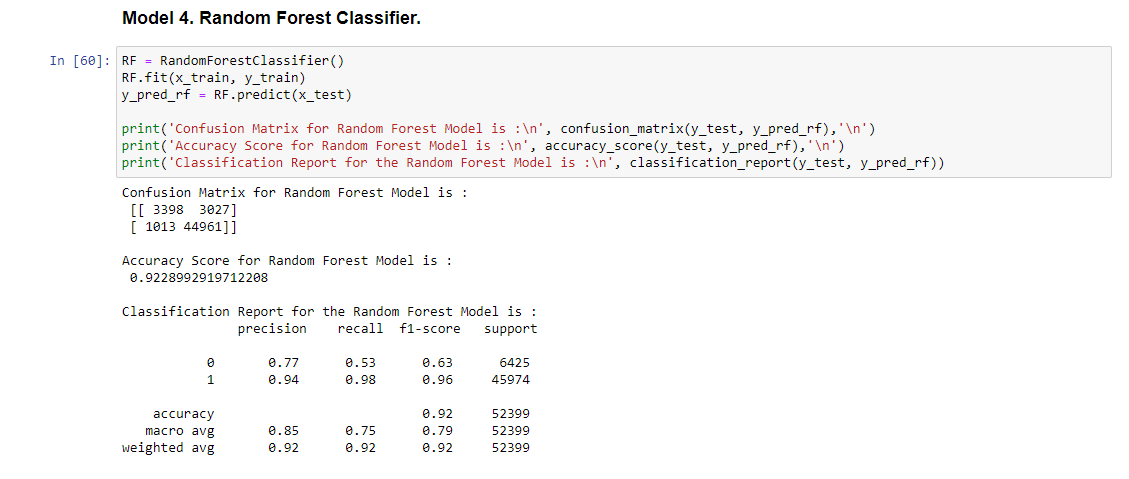 Model 4. Random Forest Classifier.
In [60]: RF = RandomForestClassifier()
RF.fit(x_train, y_train)
y_pred_rf = RF.predict(x_test)
print('Confusion Matrix for Random Forest Model is :\n', confusion_matrix(y_test, y_pred_rf),'\n')
print('Accuracy Score for Random Forest Model is :\n', accuracy_score(y_test, y_pred_rf),'\n')
print('Classification Report for the Random Forest Model is :\n', classification_report(y_test, y_pred_rf))
Confusion Matrix for Random Forest Model is :
[[ 3398  3027]
[ 1013 44961]]
Accuracy Score for Random Forest Model is :
0.9228992919712208
Classification Report for the Random Forest Model is :
precision    recall  f1-score   support
0       0.77      0.53      0.63      6425
1       0.94      0.98      0.96     45974
accuracy                           0.92     52399
macro avg       0.85      0.75      0.79     52399
weighted avg       0.92      0.92      0.92     52399